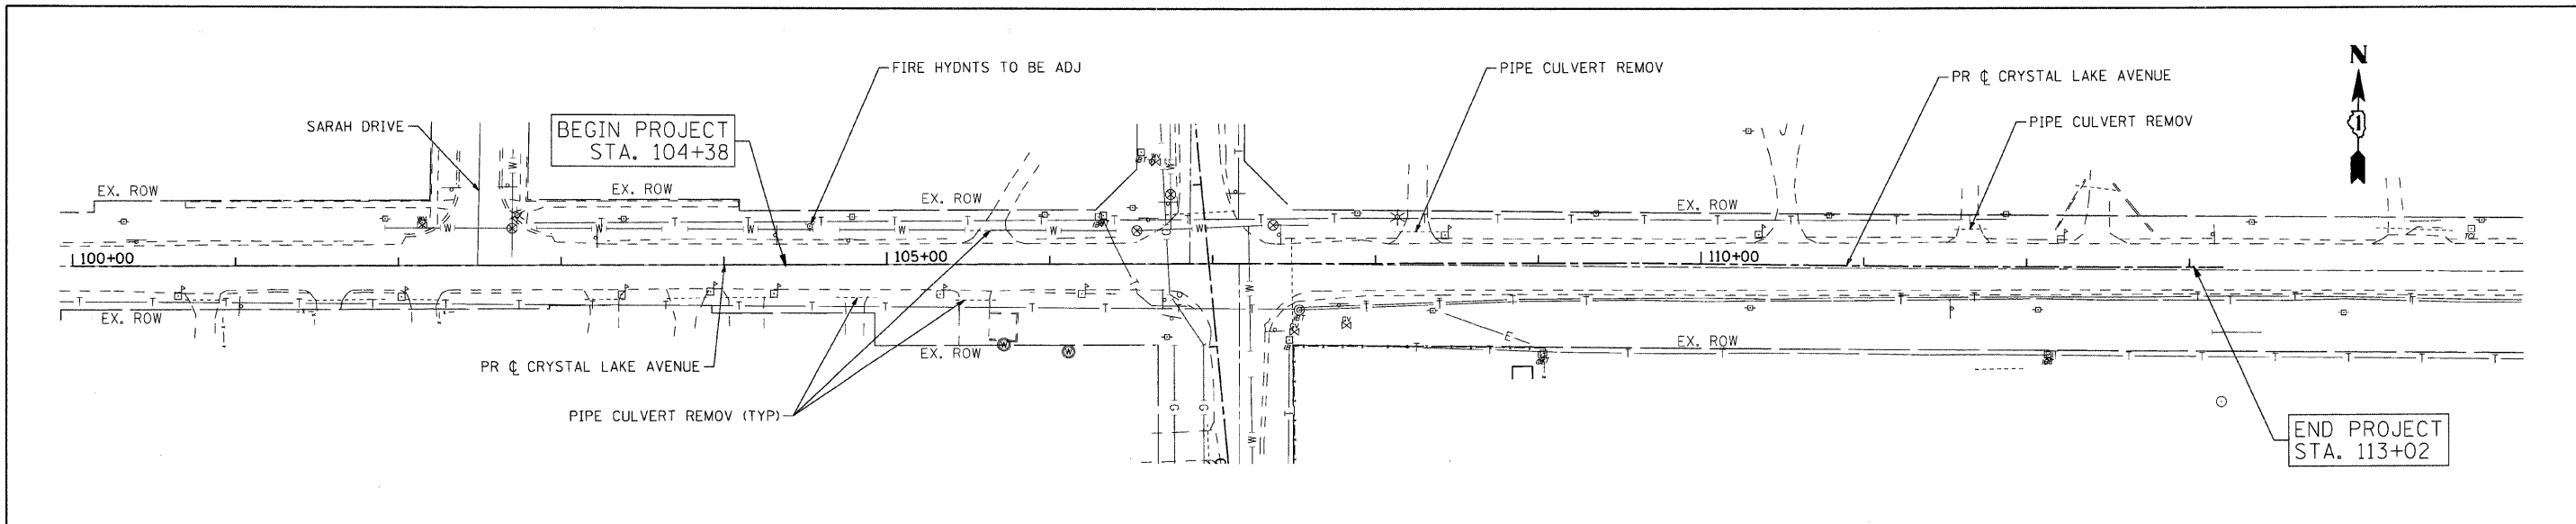 N
FIRE HYDNTS TO BE ADJ
PIPE CULVERT REMOV
PR ℄ CRYSTAL LAKE AVENUE
SARAH DRIVE
BEGIN PROJECT
STA. 104+38
PIPE CULVERT REMOV
EX. ROW
EX. ROW
EX. ROW
EX. ROW
100+00
105+00
110+00
EX. ROW
EX. ROW
EX. ROW
PR ℄ CRYSTAL LAKE AVENUE
PIPE CULVERT REMOV (TYP)
END PROJECT
STA. 113+02